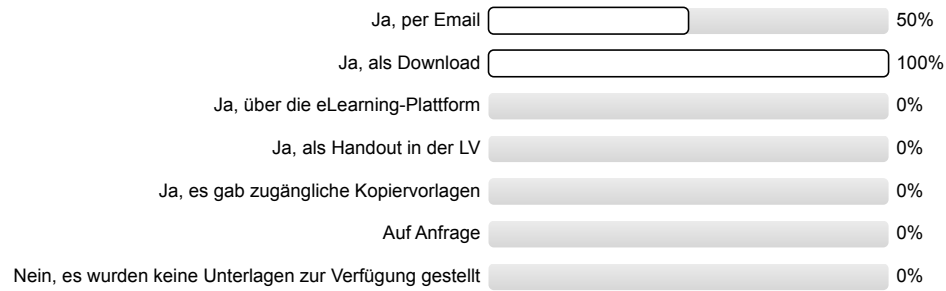 Ja, per Email 50%
Ja, als Download 100%
Ja, über die eLearning-Plattform 0%
Ja, als Handout in der LV 0%
Ja, es gab zugängliche Kopiervorlagen 0%
Auf Anfrage 0%
Nein, es wurden keine Unterlagen zur Verfügung gestellt 0%